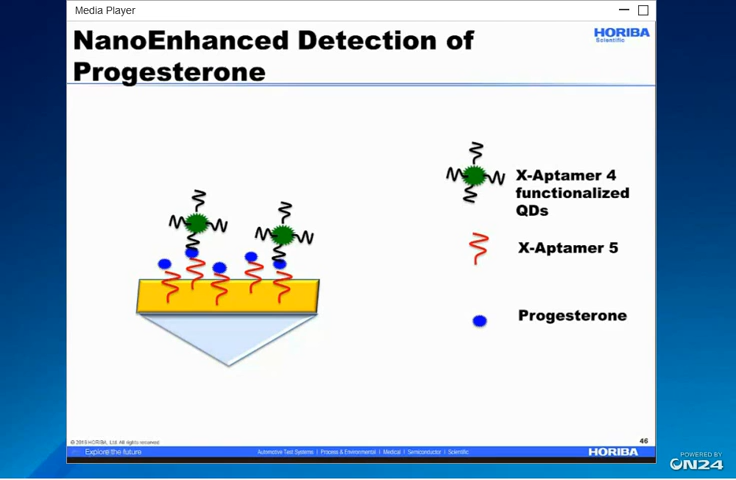 Media Player
NanoEnhanced Detection of
Progesterone
HORIBA
Scientific
X-Aptamer 4
functionalized
QDs
X-Aptamer 5
Progesterone
© 2015 HORIBA, Ltd. All rights reserved.
46
Explore the future
Automotive Test Systems | Process & Environmental | Medical | Semiconductor | Scientific
HORIBA
POWERED BY
ON24